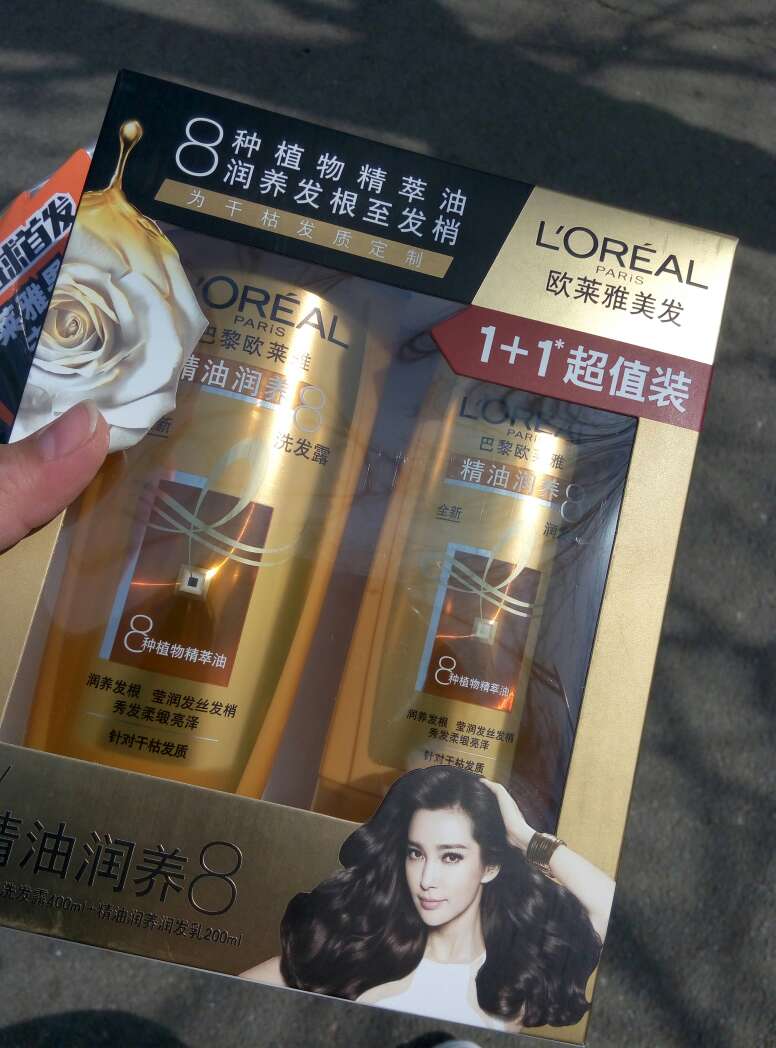 8种植物精萃油
润养发根至发梢
为干枯发质定制
L'ORÉAL
PARIS
欧莱雅美发
1+1*超值装
球首发
莱雅
L'ORÉAL
PARIS
巴黎欧莱雅
精油润养8
全新
洗发露
8种植物精萃油
润养发根 莹润发丝发梢
秀发柔缎亮泽
针对干枯发质
L'ORÉAL
PARIS
巴黎欧莱雅
精油润养8
全新
润
8种植物精萃油
润养发根 莹润发丝发梢
秀发柔缎亮泽
针对干枯发质
精油润养8
洗发露400ml+精油润养润发乳200ml